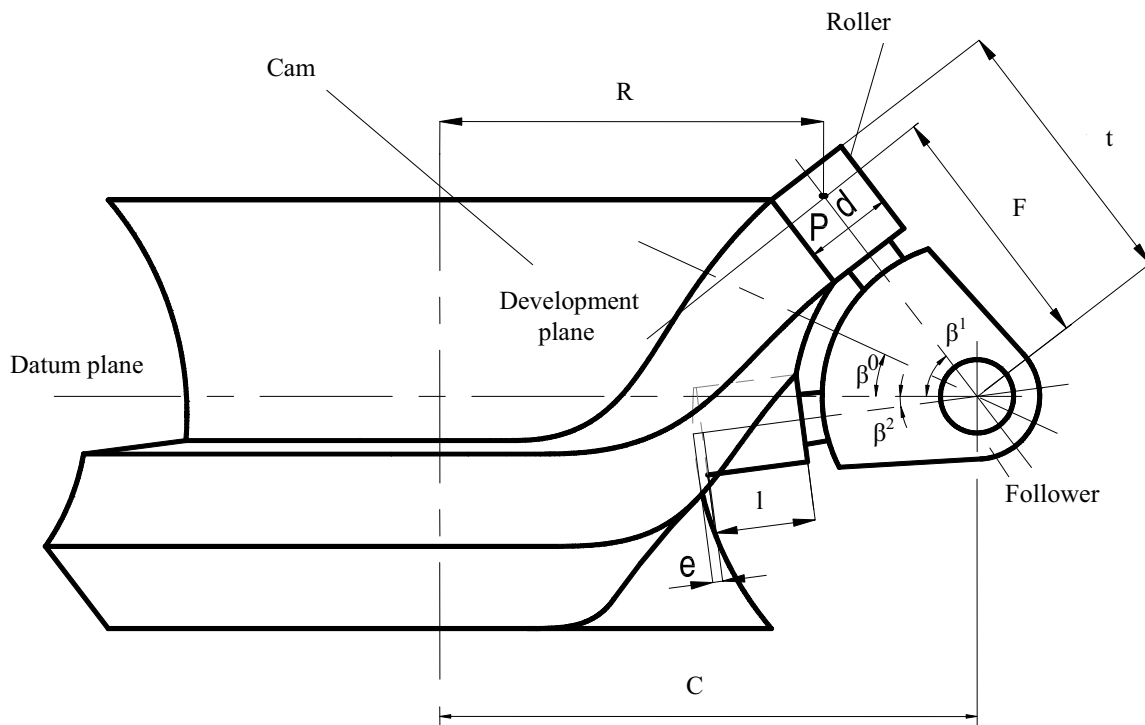 Roller
Cam
R
t
F
d
P
Development
plane
Datum plane
β1
β0
β2
Follower
l
e
C